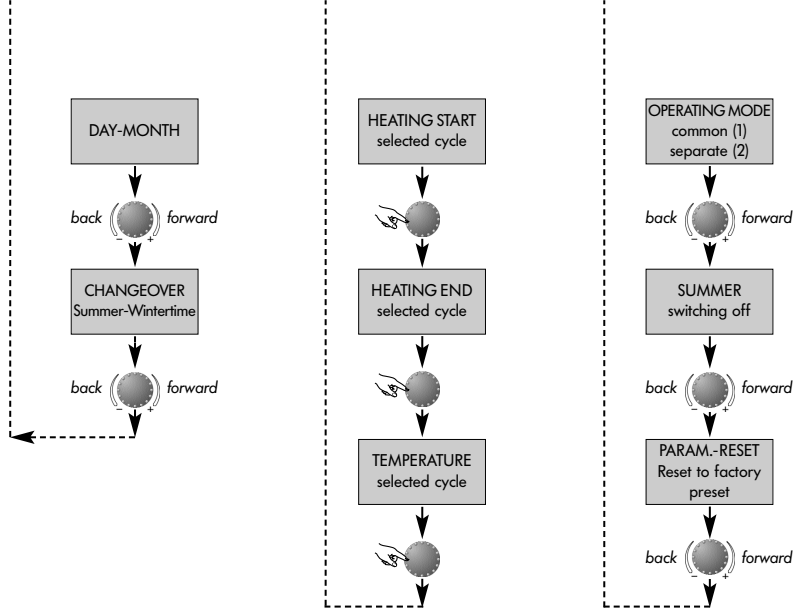 DAY-MONTH
back forward
- +
CHANGEOVER
Summer-Wintertime
back forward
- +
HEATING START
selected cycle
HEATING END
selected cycle
TEMPERATURE
selected cycle
OPERATING MODE
common (1)
separate (2)
back forward
- +
SUMMER
switching off
back forward
- +
PARAM.-RESET
Reset to factory
preset
back forward
- +